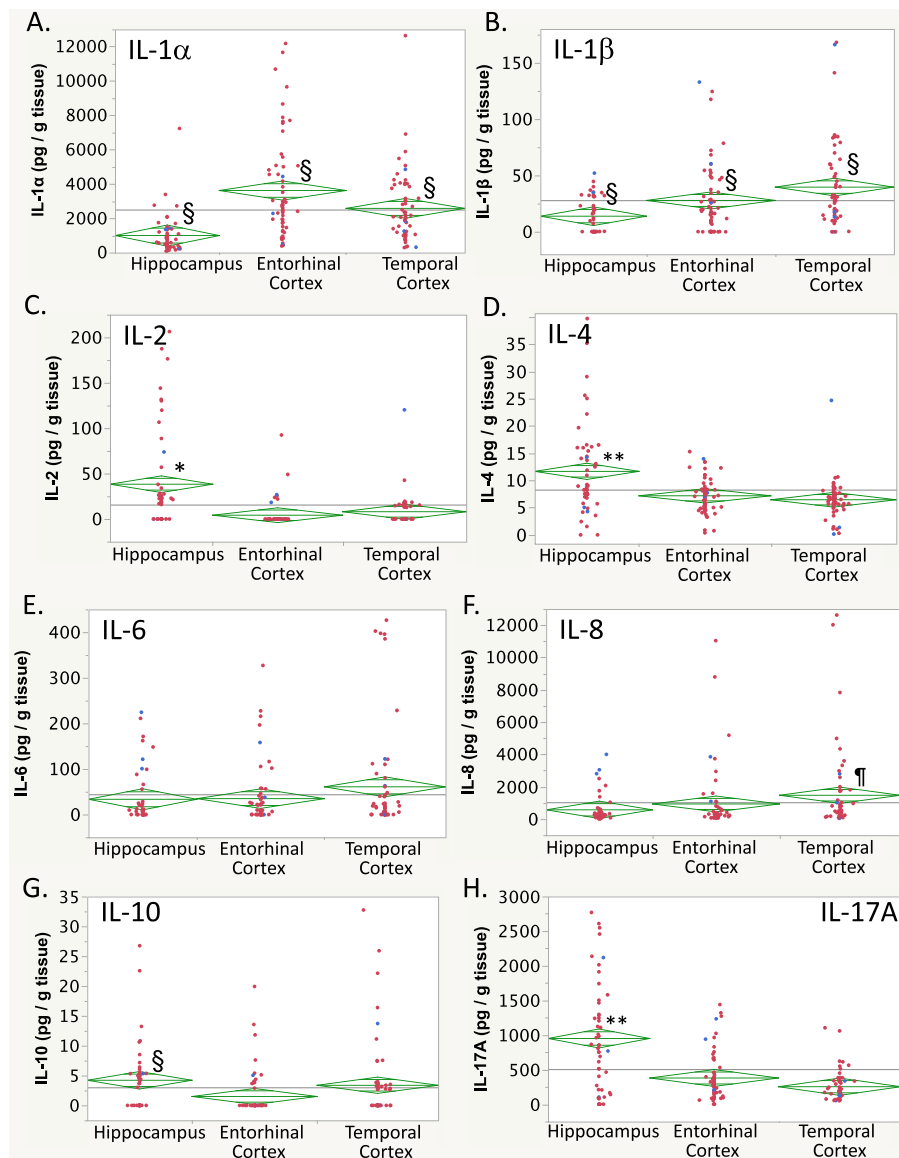 A.
IL-1α
IL-1α (pg / g tissue)
12000
10000
8000
6000
4000
2000
0
§
§
§
Hippocampus
Entorhinal
Cortex
Temporal
Cortex
B.
IL-1β
IL-1β (pg / g tissue)
150
100
50
0
§
§
§
Hippocampus
Entorhinal
Cortex
Temporal
Cortex
C.
IL-2
IL-2 (pg / g tissue)
200
150
100
50
0
*
Hippocampus
Entorhinal
Cortex
Temporal
Cortex
D.
IL-4
IL-4 (pg / g tissue)
35
30
25
20
15
10
5
0
**
Hippocampus
Entorhinal
Cortex
Temporal
Cortex
E.
IL-6
IL-6 (pg / g tissue)
400
300
200
100
0
Hippocampus
Entorhinal
Cortex
Temporal
Cortex
F.
IL-8
IL-8 (pg / g tissue)
12000
10000
8000
6000
4000
2000
0
¶
Hippocampus
Entorhinal
Cortex
Temporal
Cortex
G.
IL-10
IL-10 (pg / g tissue)
35
30
25
20
15
10
5
0
§
Hippocampus
Entorhinal
Cortex
Temporal
Cortex
H.
IL-17A
IL-17A (pg / g tissue)
3000
2500
2000
1500
1000
500
0
**
Hippocampus
Entorhinal
Cortex
Temporal
Cortex